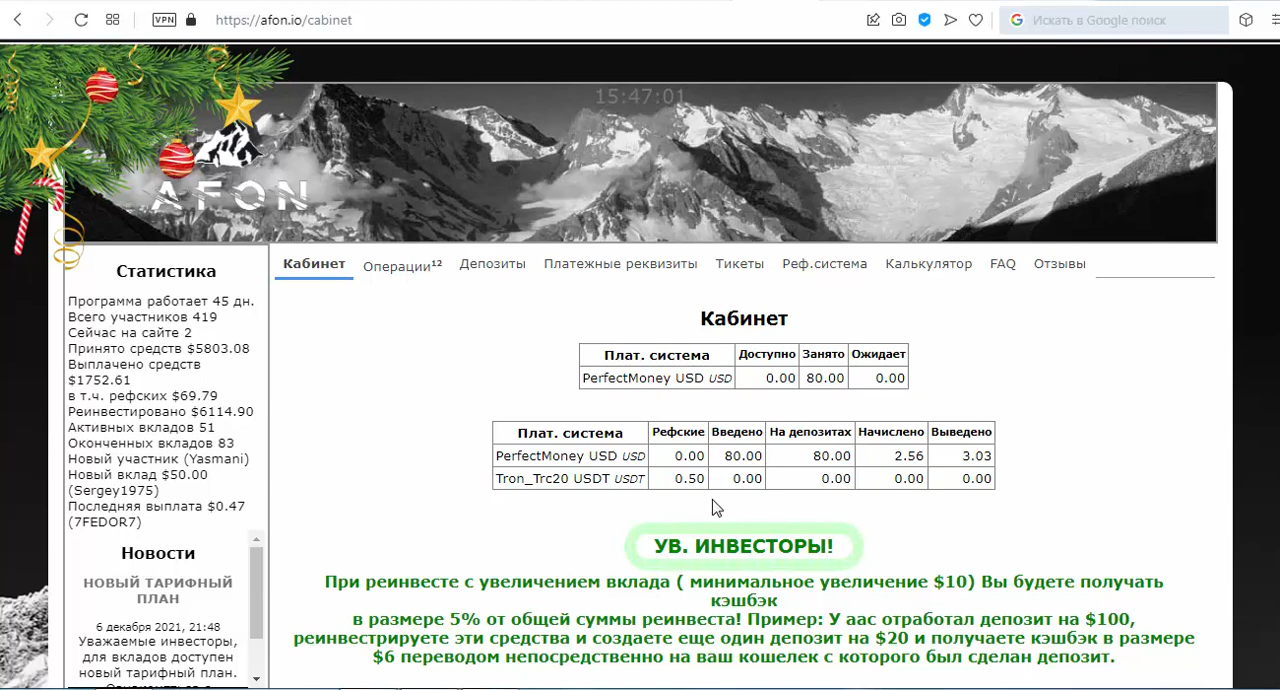 VPN https://afon.io/cabinet Искать в Google поиск
15:47:01
AFON
Кабинет Операции¹² Депозиты Платежные реквизиты Тикеты Реф.система Калькулятор FAQ Отзывы
Статистика
Программа работает 45 дн.
Всего участников 419
Сейчас на сайте 2
Принято средств $5803.08
Выплачено средств
$1752.61
в т.ч. рефских $69.79
Реинвестировано $6114.90
Активных вкладов 51
Оконченных вкладов 83
Новый участник (Yasmani)
Новый вклад $50.00
(Sergey1975)
Последняя выплата $0.47
(7FEDOR7)
Новости
НОВЫЙ ТАРИФНЫЙ
ПЛАН
6 декабря 2021, 21:48
Уважаемые инвесторы,
для вкладов доступен
новый тарифный план.
Кабинет
Плат. система Доступно Занято Ожидает
PerfectMoney USD USD 0.00 80.00 0.00
Плат. система Рефские Введено На депозитах Начислено Выведено
PerfectMoney USD USD 0.00 80.00 80.00 2.56 3.03
Tron_Trc20 USDT USDT 0.50 0.00 0.00 0.00 0.00
УВ. ИНВЕСТОРЫ!
При реинвесте с увеличением вклада ( минимальное увеличение $10) Вы будете получать
кэшбэк
в размере 5% от общей суммы реинвеста! Пример: У аас отработал депозит на $100,
реинвестрируете эти средства и создаете еще один депозит на $20 и получаете кэшбэк в размере
$6 переводом непосредственно на ваш кошелек с которого был сделан депозит.